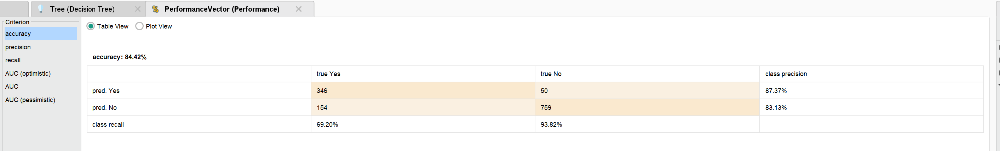 Tree (Decision Tree)
% PerformanceVector (Performance)
Criterion
accuracy
precision
recall
AUC (optimistic)
AUC
AUC (pessimistic)
Table View Plot View
accuracy: 84.42%
true Yes true No class precision
pred. Yes 346 50 87.37%
pred. No 154 759 83.13%
class recall 69.20% 93.82%